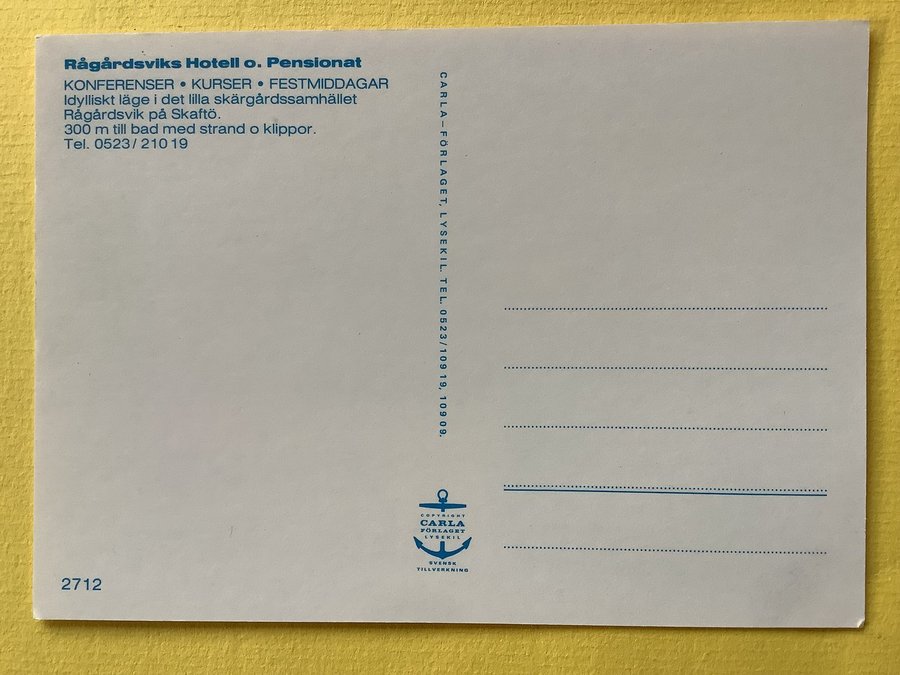 Rågårdsviks Hotell o. Pensionat
KONFERENSER • KURSER • FESTMIDDAGAR
Idylliskt läge i det lilla skärgårdssamhället
Rågårdsvik på Skaftö.
300 m till bad med strand o klippor.
Tel. 0523/210 19
CARLA-FÖRLAGET, LYSEKIL. TEL. 0523/109 19, 109 09.
COPYRIGHT
CARLA
FÖRLAGET
LYSEKIL
SVENSK
TILLVERKNING
2712